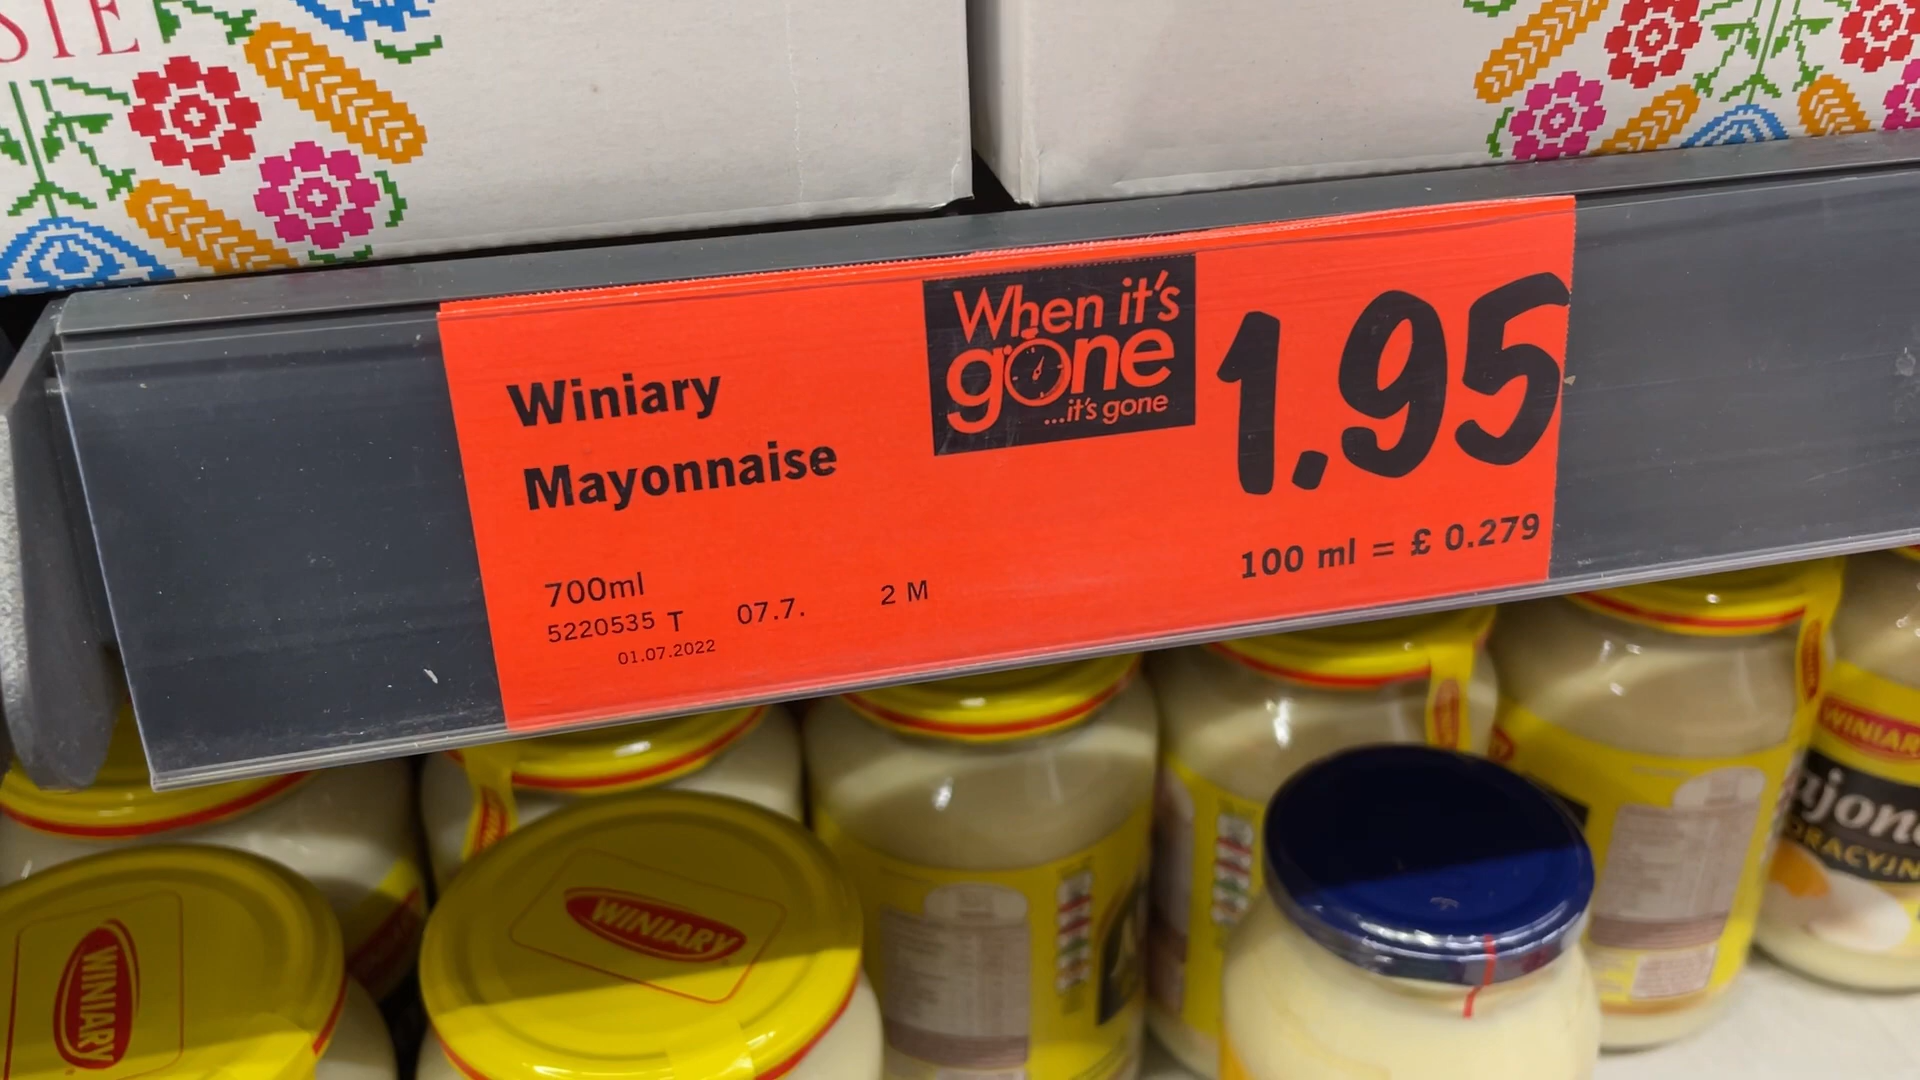 SIE
Winiary
Mayonnaise
When it's
gone
...it's gone
1.95
100 ml = £ 0.279
700ml
5220535 T 07.7. 2 M
01.07.2022
WINIARY
WINIARY
WINIARY